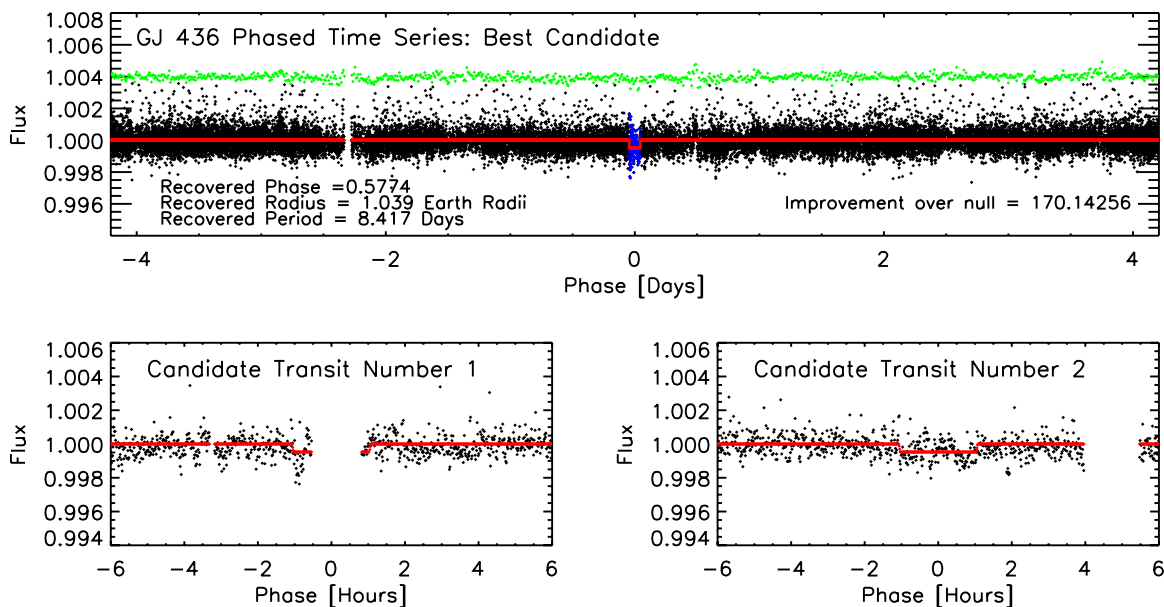 GJ 436 Phased Time Series: Best Candidate
1.008
1.006
1.004
1.002
1.000
0.998
0.996
Flux
Recovered Phase =0.5774
Recovered Radius = 1.039 Earth Radii
Recovered Period = 8.417 Days
Improvement over null = 170.14256
-4 -2 0 2 4
Phase [Days]
Candidate Transit Number 1
1.006
1.004
1.002
1.000
0.998
0.996
0.994
Flux
-6 -4 -2 0 2 4 6
Phase [Hours]
Candidate Transit Number 2
1.006
1.004
1.002
1.000
0.998
0.996
0.994
Flux
-6 -4 -2 0 2 4 6
Phase [Hours]